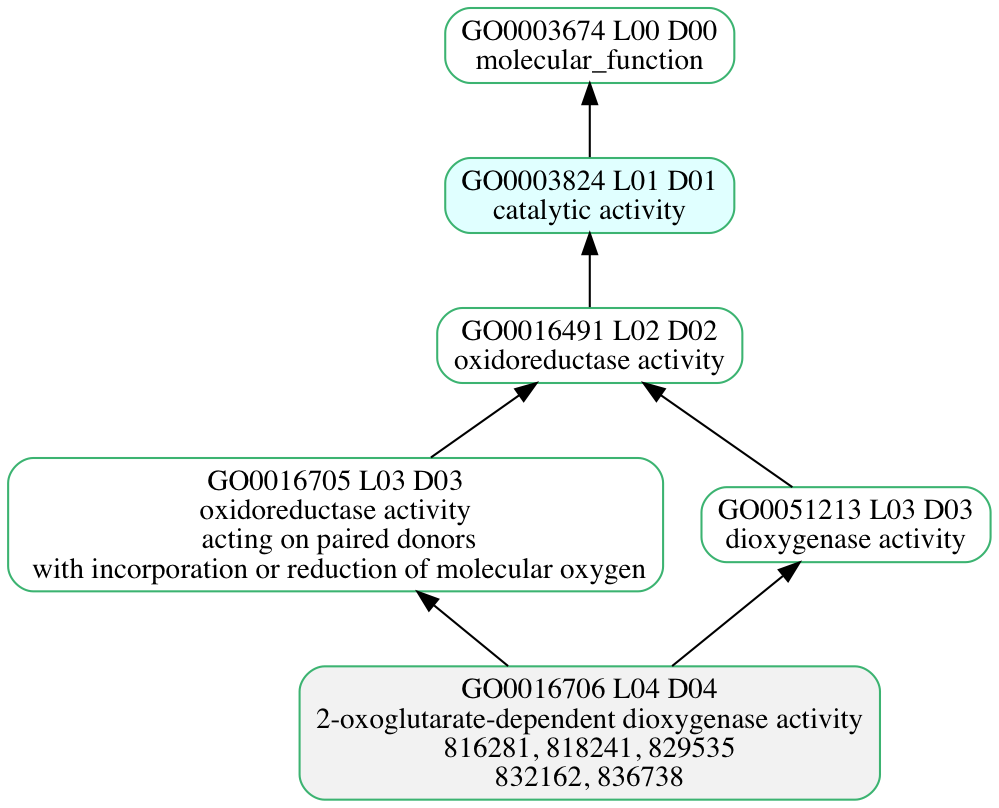 GO0003674 L00 D00
molecular_function
GO0003824 L01 D01
catalytic activity
GO0016491 L02 D02
oxidoreductase activity
GO0016705 L03 D03
oxidoreductase activity
acting on paired donors
with incorporation or reduction of molecular oxygen
GO0051213 L03 D03
dioxygenase activity
GO0016706 L04 D04
2-oxoglutarate-dependent dioxygenase activity
816281, 818241, 829535
832162, 836738